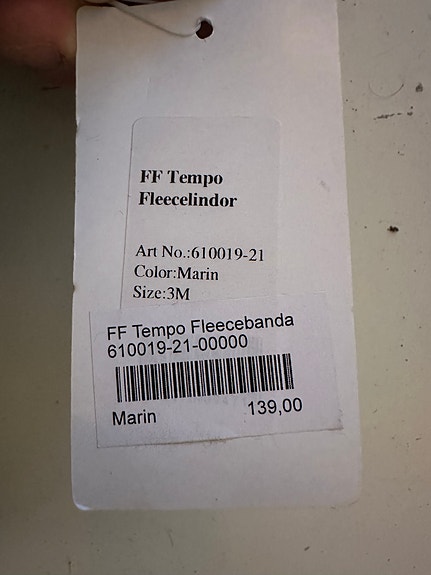 FF Tempo
Fleecelindor
Art No.:610019-21
Color:Marin
Size:3M
FF Tempo Fleecebanda
610019-21-00000
Marin 139,00